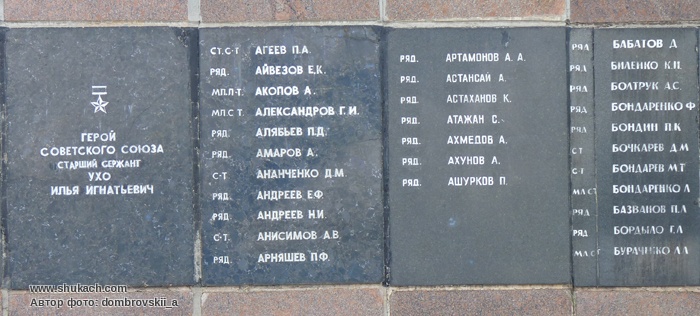 ГЕРОЙ
СОВЕТСКОГО СОЮЗА
СТАРШИЙ СЕРЖАНТ
УХО
ИЛЬЯ ИГНАТЬЕВИЧ
СТ. С-Т АГЕЕВ П.А.
РЯД. АЙВЕЗОВ Е.К.
МЛ. Л-Т АКОПОВ А.
МЛ. С Т АЛЕКСАНДРОВ Г. И.
РЯД. АЛЯБЬЕВ П.Д.
РЯД. АМАРОВ А.
С-Т АНАНЧЕНКО Д.М.
РЯД. АНДРЕЕВ Е.Ф.
РЯД. АНДРЕЕВ Н.И.
С-Т. АНИСИМОВ А.В.
РЯД. АРНЯШЕВ П.Ф.
РЯД. АРТАМОНОВ А. А.
РЯД. АСТАНСАЙ А.
РЯД. АСТАХАНОВ К.
РЯД. АТАЖАН С.
РЯД. АХМЕДОВ А.
РЯД. АХУНОВ А.
РЯД. АШУРКОВ П.
РЯД БАБАТОВ Д
РЯД. БИЛЕНКО К.П.
РЯД БОЛТРУК А.С.
РЯД. БОНДАРЕНКО Ф
РЯД БОНДИН П.К
С Т БОЧКАРЕВ Д.М
С Т. БОНДАРЕВ М.Т
МЛ С Т БОНДАРЕНКО А
РЯД БАЗВАНОВ П.А
РЯД. БОРДЫЛО Г.А
МЛ С Т БУРАЧЕНКО А.А
www.shukach.com
Автор фото: dombrovskii_a